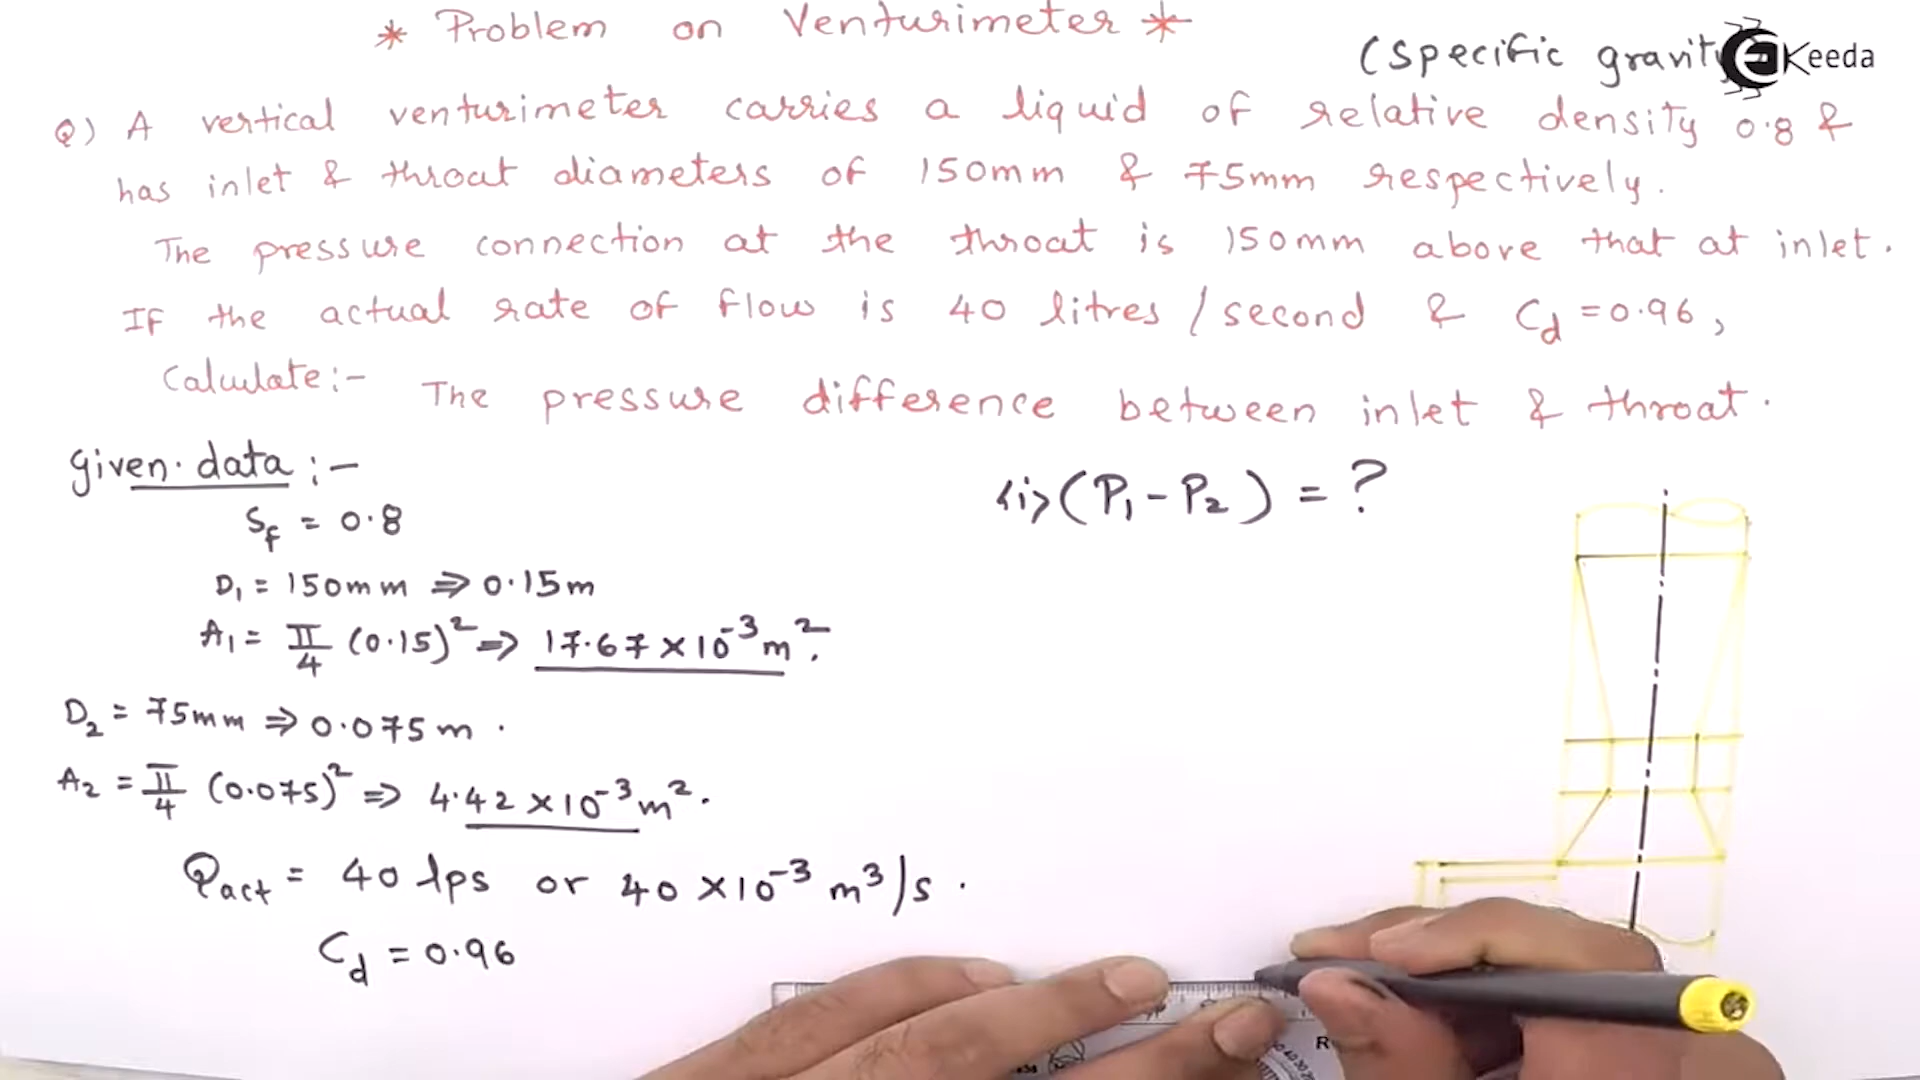 * Problem on Venturimeter *
(specific gravit
Keeda
Q) A vertical venturimeter carries a liquid of relative density 0.8 &
has inlet & throat diameters of 150mm & 75mm respectively.
The pressure connection at the throat is 150mm above that at inlet.
IF the actual rate of flow is 40 litres / second & Cd = 0.96,
Calculate:- The pressure difference between inlet & throat.
given data :-
<i> (P₁ - P₂) = ?
Sf = 0.8
D₁ = 150mm ⇒ 0.15m
A₁ = π/4 (0.15)² ⇒ 17.67 × 10⁻³ m².
D₂ = 75mm ⇒ 0.075m .
A₂ = π/4 (0.075)² ⇒ 4.42 × 10⁻³ m².
Qact = 40 lps or 40 × 10⁻³ m³/s .
Cd = 0.96
R